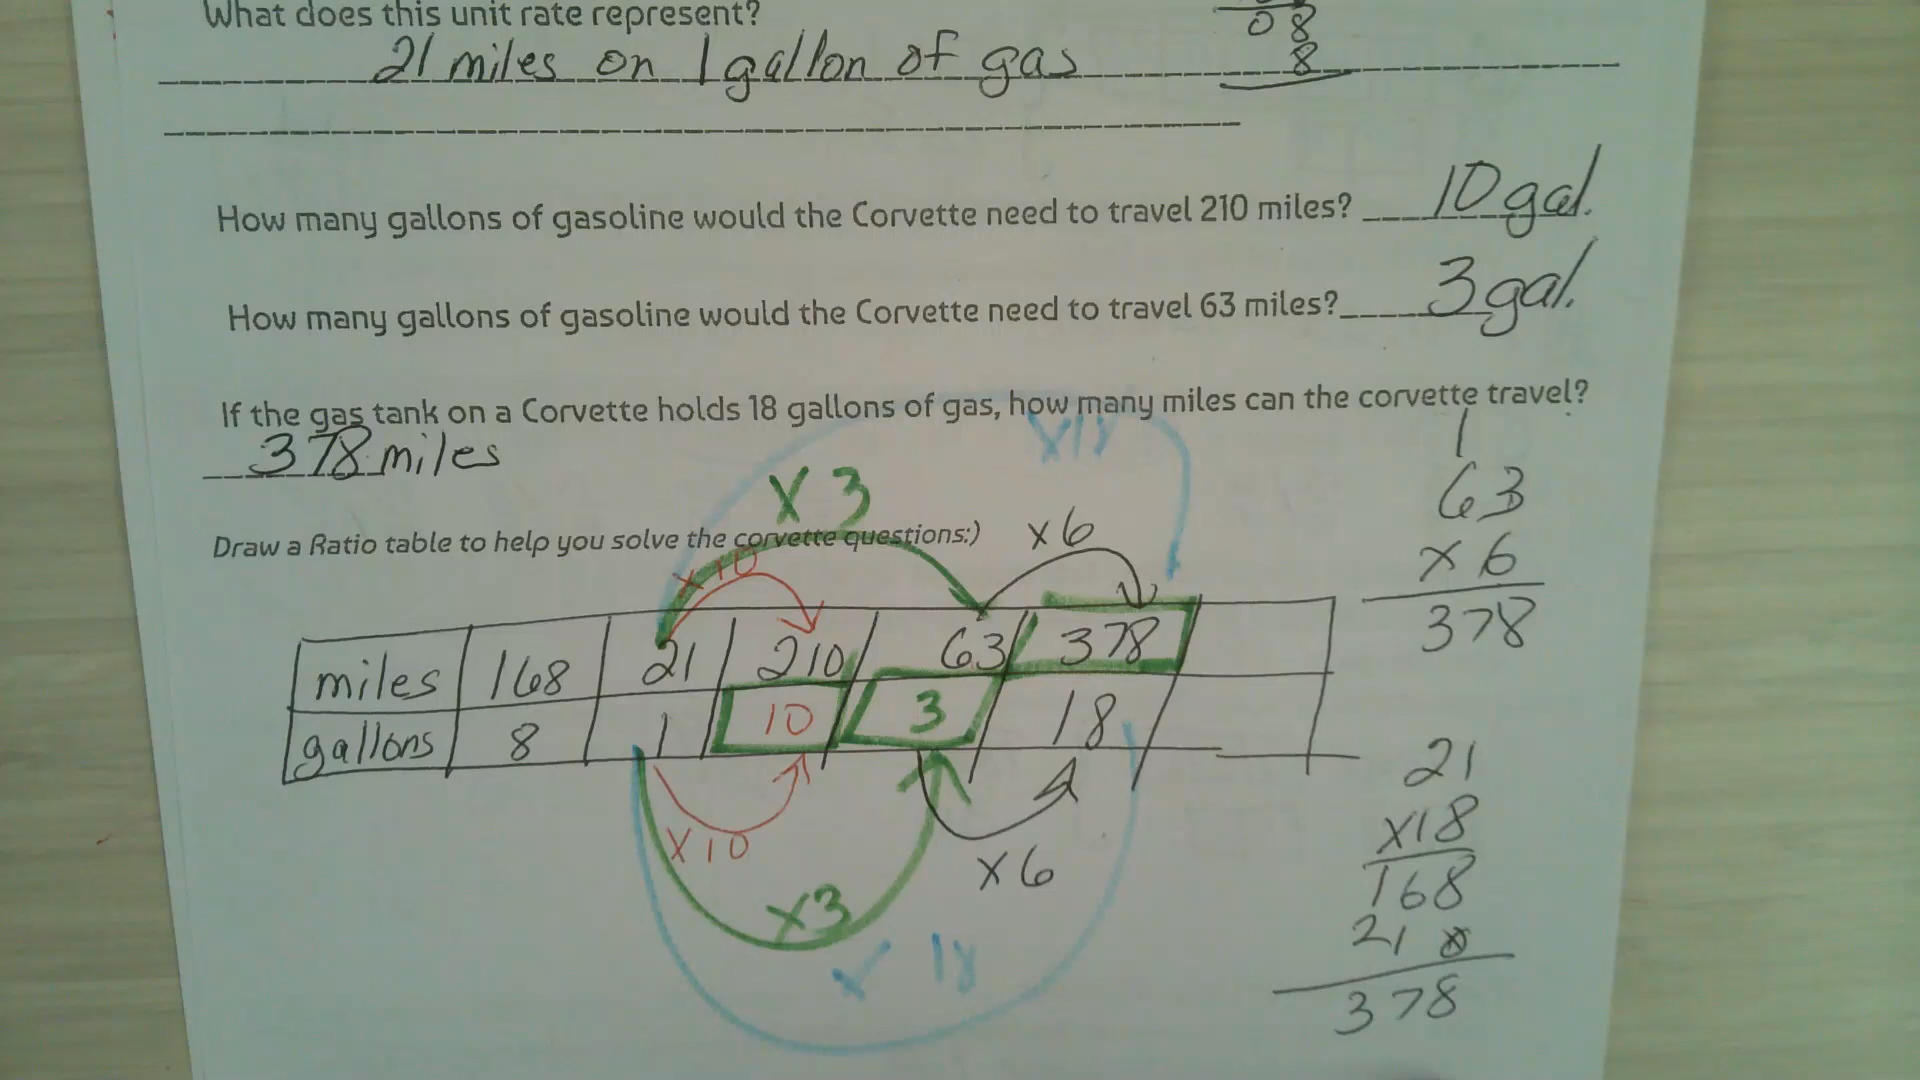 What does this unit rate represent?
21 miles on 1 gallon of gas
08
8
How many gallons of gasoline would the Corvette need to travel 210 miles? 10 gal.
How many gallons of gasoline would the Corvette need to travel 63 miles? 3 gal.
If the gas tank on a Corvette holds 18 gallons of gas, how many miles can the corvette travel?
378 miles
x18
x3
Draw a Ratio table to help you solve the corvette questions:)
x6
x10
miles 168 21 210 63 378
gallons 8 1 10 3 18
x10
x6
x3
x18
1
63
x6
378
21
x18
168
210
378